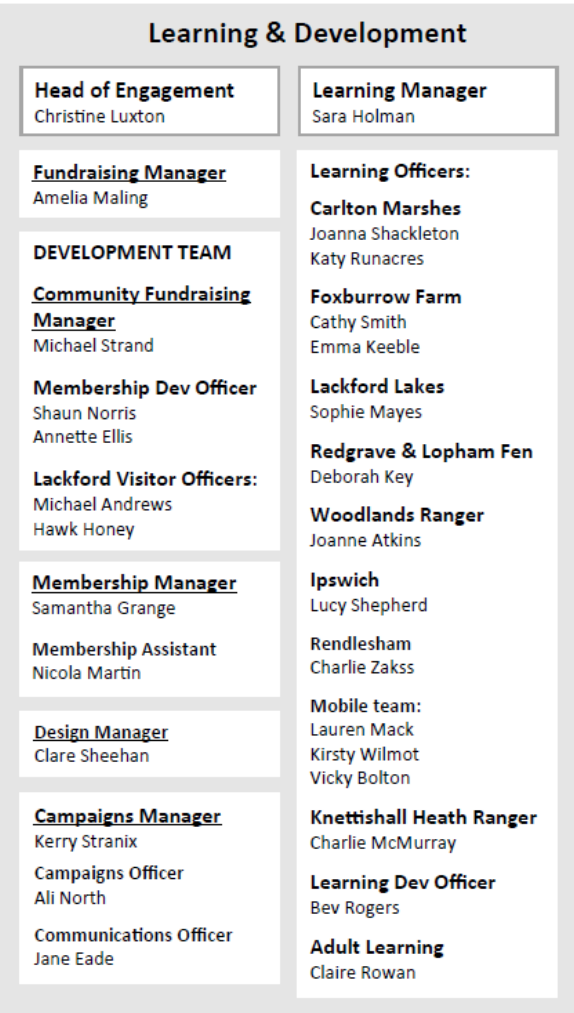 Learning & Development
Head of Engagement
Christine Luxton
Fundraising Manager
Amelia Maling
DEVELOPMENT TEAM
Community Fundraising
Manager
Michael Strand
Membership Dev Officer
Shaun Norris
Annette Ellis
Lackford Visitor Officers:
Michael Andrews
Hawk Honey
Membership Manager
Samantha Grange
Membership Assistant
Nicola Martin
Design Manager
Clare Sheehan
Campaigns Manager
Kerry Stranix
Campaigns Officer
Ali North
Communications Officer
Jane Eade
Learning Manager
Sara Holman
Learning Officers:
Carlton Marshes
Joanna Shackleton
Katy Runacres
Foxburrow Farm
Cathy Smith
Emma Keeble
Lackford Lakes
Sophie Mayes
Redgrave & Lopham Fen
Deborah Key
Woodlands Ranger
Joanne Atkins
Ipswich
Lucy Shepherd
Rendlesham
Charlie Zakss
Mobile team:
Lauren Mack
Kirsty Wilmot
Vicky Bolton
Knettishall Heath Ranger
Charlie McMurray
Learning Dev Officer
Bev Rogers
Adult Learning
Claire Rowan